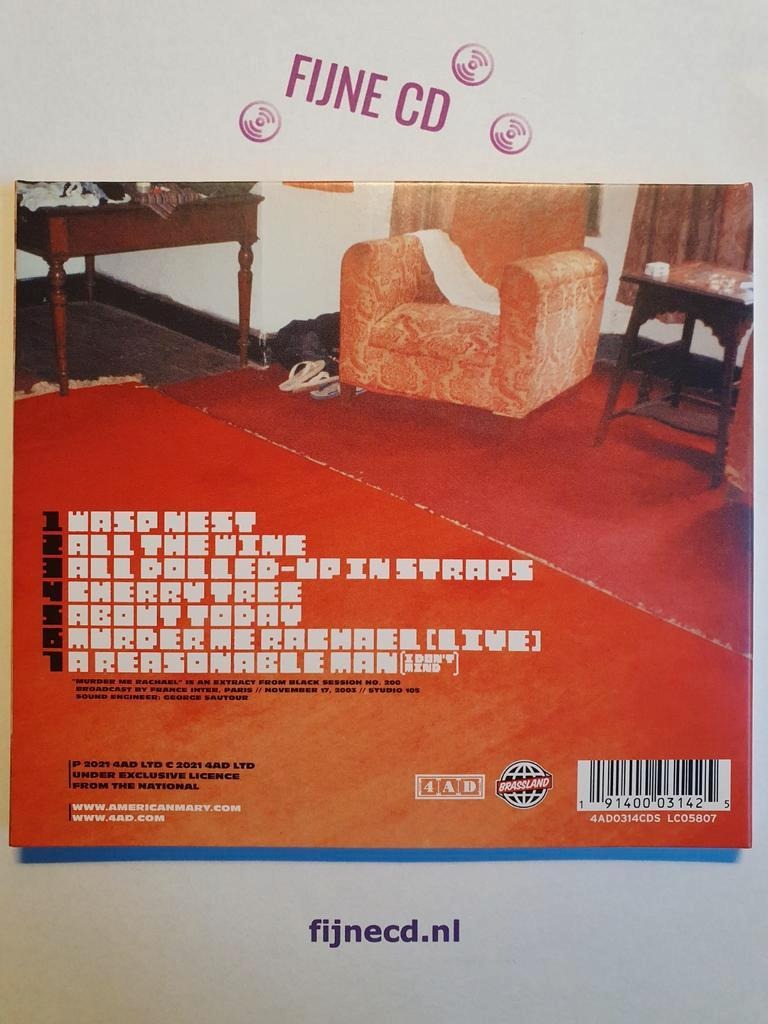 FIJNE CD
1 WASP NEST
2 ALL THE WINE
3 ALL DOLLED-UP IN STRAPS
4 CHERRY TREE
5 ABOUT TODAY
6 MURDER ME RACHAEL [LIVE]
7 A REASONABLE MAN [I DON'T MIND]
"MURDER ME RACHAEL" IS AN EXTRACT FROM BLACK SESSION NO. 200
BROADCAST BY FRANCE INTER, PARIS // NOVEMBER 17, 2003 // STUDIO 105
SOUND ENGINEER: GEORGE SAUTOUR
P 2021 4AD LTD C 2021 4AD LTD
UNDER EXCLUSIVE LICENCE
FROM THE NATIONAL
WWW.AMERICANMARY.COM
WWW.4AD.COM
4AD
BRASSLAND
1 91400 03142 5
4AD0314CDS LC05807
fijnecd.nl